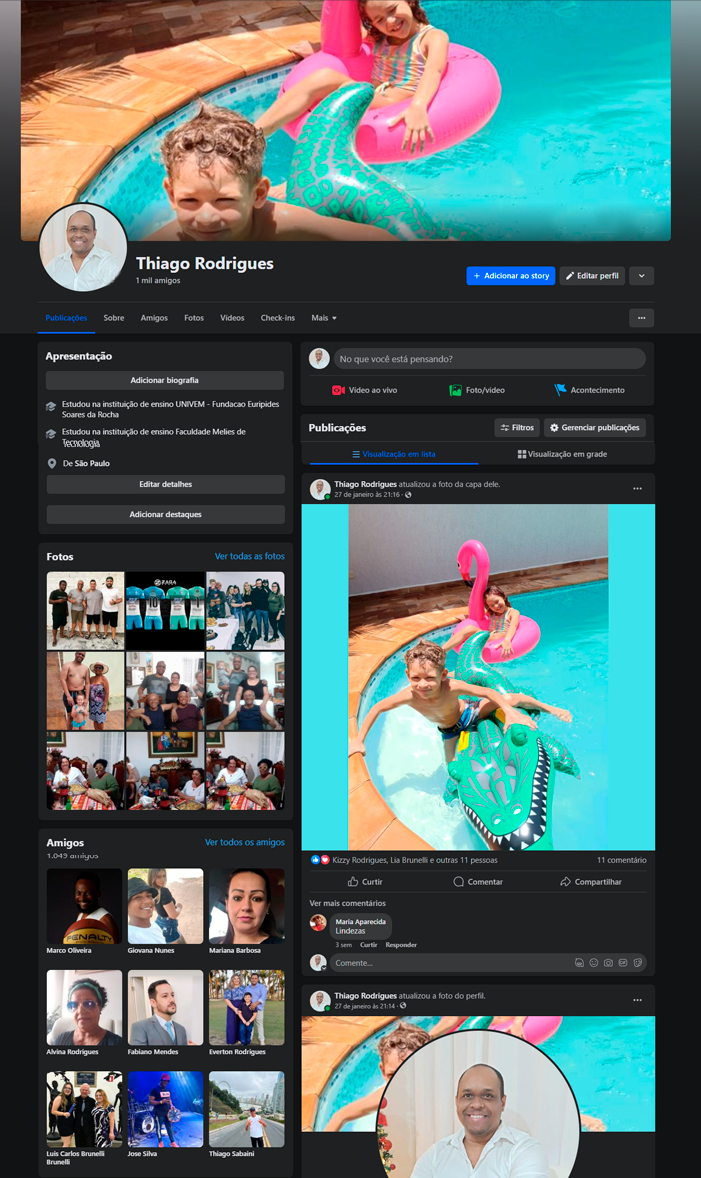 Thiago Rodrigues
1 mil amigos
+ Adicionar ao story
Editar perfil
Publicações
Sobre
Amigos
Fotos
Vídeos
Check-ins
Mais
Apresentação
Adicionar biografia
Estudou na instituição de ensino UNIVEM - Fundacao Eurípides
Soares da Rocha
Estudou na instituição de ensino Faculdade Melies de
Tecnologia
De São Paulo
Editar detalhes
Adicionar destaques
Fotos
Ver todas as fotos
FARA
10
1
Amigos
Ver todos os amigos
1.049 amigos
PENALTY
Marco Oliveira
Giovana Nunes
Mariana Barbosa
Alvina Rodrigues
Fabiano Mendes
Everton Rodrigues
Luis Carlos Brunelli
Brunelli
Jose Silva
Thiago Sabaini
No que você está pensando?
Vídeo ao vivo
Foto/vídeo
Acontecimento
Publicações
Filtros
Gerenciar publicações
Visualização em lista
Visualização em grade
Thiago Rodrigues atualizou a foto da capa dele.
27 de janeiro às 21:16 ·
Kizzy Rodrigues, Lia Brunelli e outras 11 pessoas
11 comentário
Curtir
Comentar
Compartilhar
Ver mais comentários
Maria Aparecida
Lindezas
3 sem
Curtir
Responder
Comente...
GIF
Thiago Rodrigues atualizou a foto do perfil.
27 de janeiro às 21:14 ·